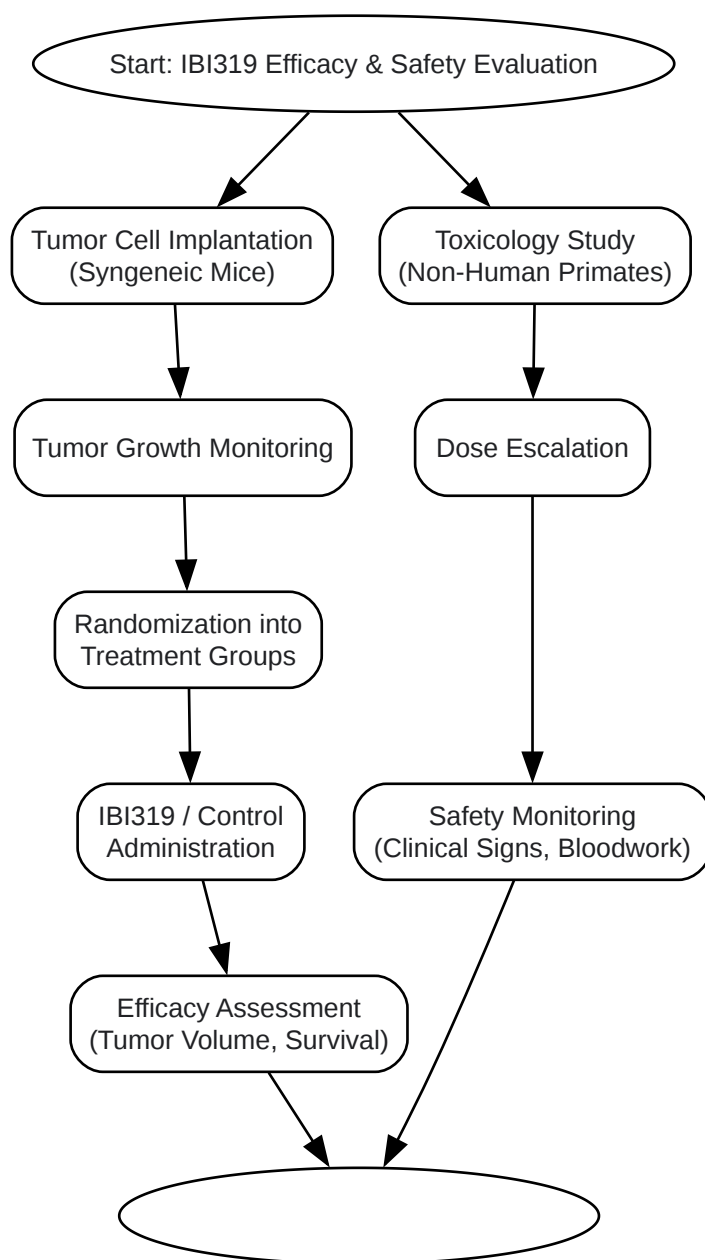 Start: IBI319 Efficacy & Safety Evaluation
Tumor Cell Implantation
(Syngeneic Mice)
Toxicology Study
(Non-Human Primates)
Tumor Growth Monitoring
Dose Escalation
Randomization into
Treatment Groups
IBI319 / Control
Administration
Safety Monitoring
(Clinical Signs, Bloodwork)
Efficacy Assessment
(Tumor Volume, Survival)